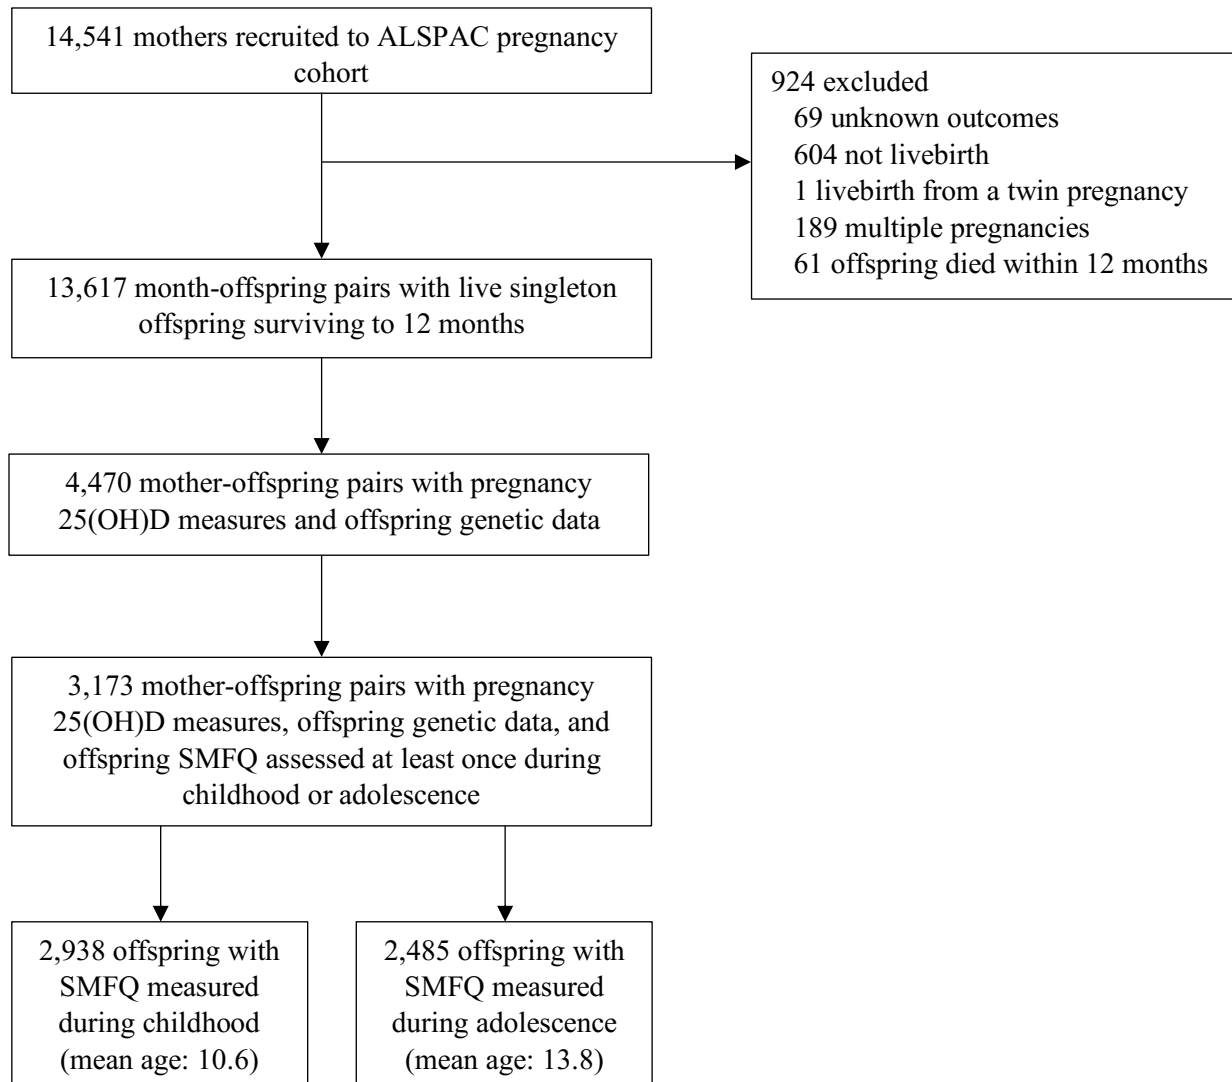 14,541 mothers recruited to ALSPAC pregnancy
cohort
924 excluded
69 unknown outcomes
604 not livebirth
1 livebirth from a twin pregnancy
189 multiple pregnancies
61 offspring died within 12 months
13,617 month-offspring pairs with live singleton
offspring surviving to 12 months
4,470 mother-offspring pairs with pregnancy
25(OH)D measures and offspring genetic data
3,173 mother-offspring pairs with pregnancy
25(OH)D measures, offspring genetic data, and
offspring SMFQ assessed at least once during
childhood or adolescence
2,938 offspring with
SMFQ measured
during childhood
(mean age: 10.6)
2,485 offspring with
SMFQ measured
during adolescence
(mean age: 13.8)